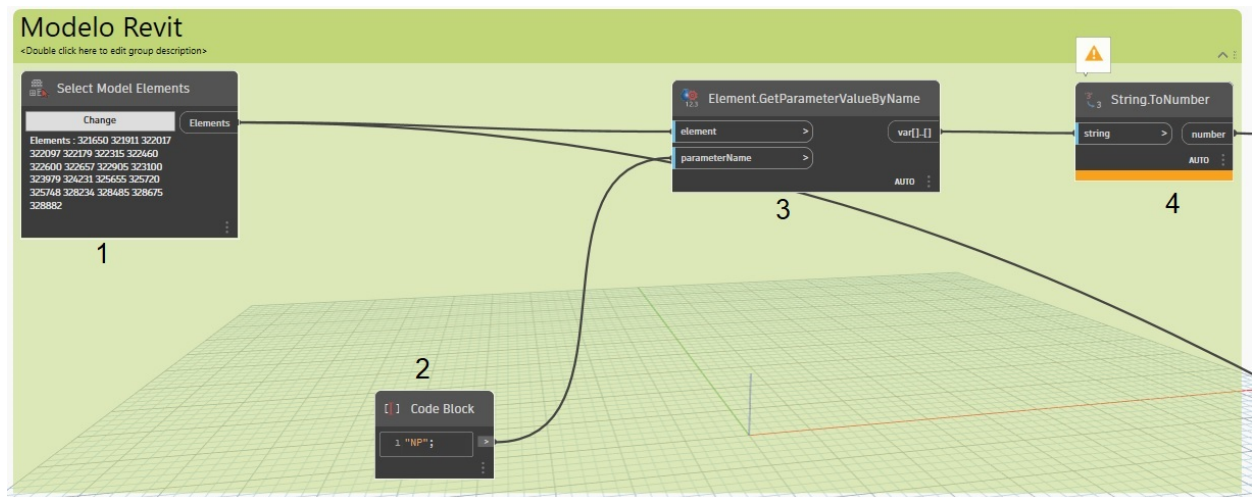 Modelo Revit
<Double click here to edit group description>
Select Model Elements
Change
Elements
Elements : 321650 321911 322017
322097 322179 322315 322460
322600 322657 322905 323100
323979 324231 325655 325720
325748 328234 328485 328675
328882
1
2
[ ] Code Block
1 "NP";
>
123
Element.GetParameterValueByName
element >
var[]..[]
parameterName >
AUTO
3
3
String.ToNumber
string >
number
AUTO
4